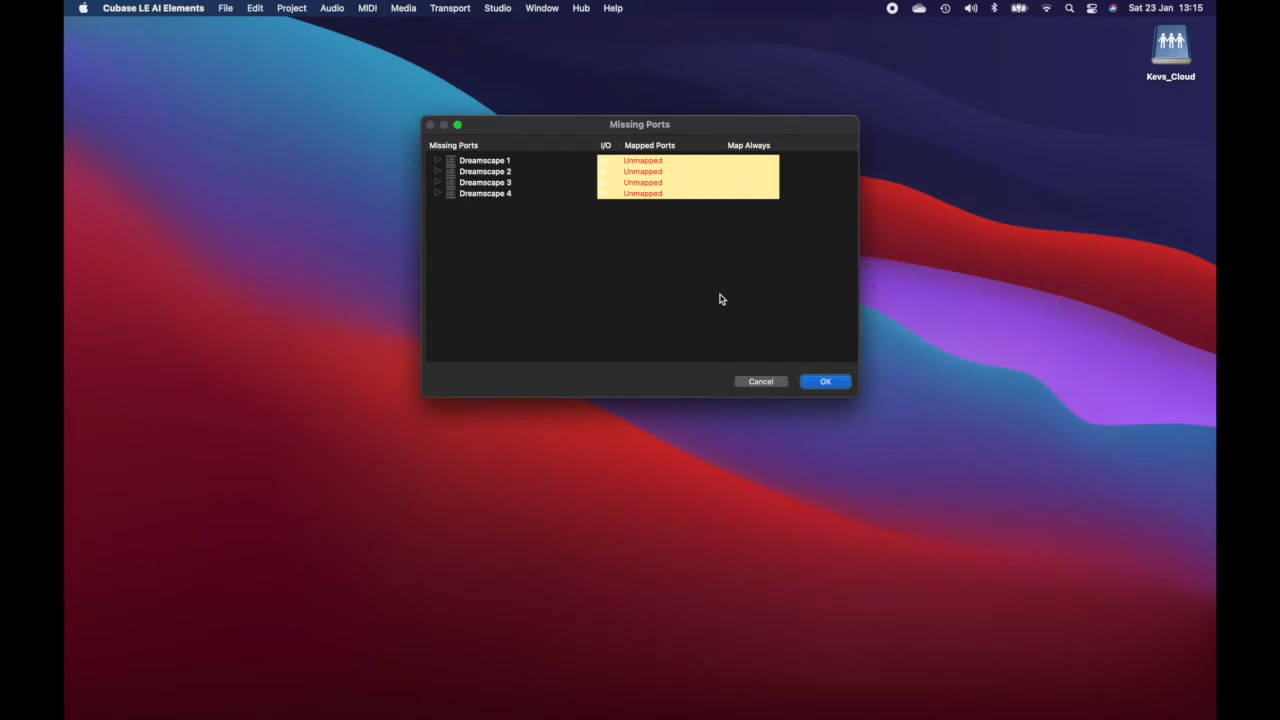 Cubase LE AI Elements File Edit Project Audio MIDI Media Transport Studio Window Hub Help Sat 23 Jan 13:15
Kevs_Cloud
Missing Ports
Missing Ports I/O Mapped Ports Map Always
Dreamscape 1 Unmapped
Dreamscape 2 Unmapped
Dreamscape 3 Unmapped
Dreamscape 4 Unmapped
Cancel OK